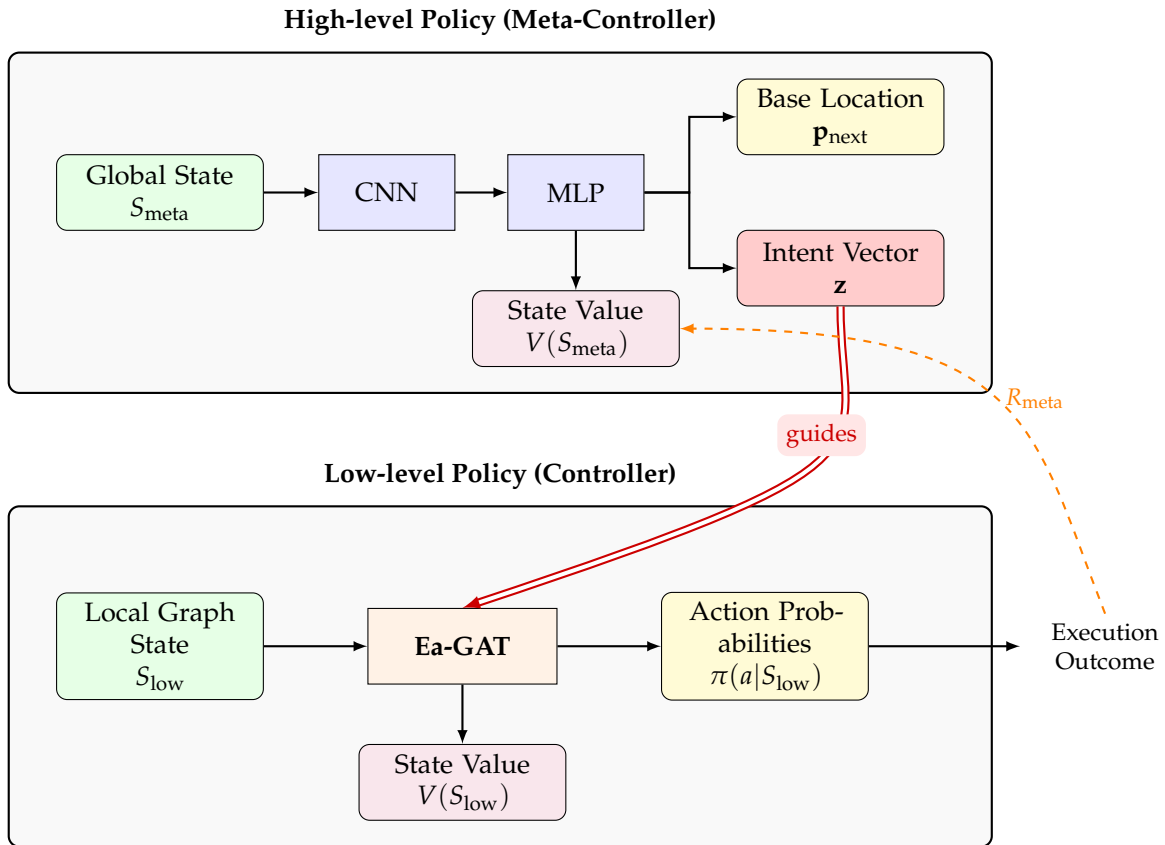 High-level Policy (Meta-Controller)
Base Location
p_next
Global State
S_meta
CNN
MLP
Intent Vector
z
State Value
V(S_meta)
R_meta
guides
Low-level Policy (Controller)
Local Graph
State
S_low
Ea-GAT
Action Prob-
abilities
π(a|S_low)
Execution
Outcome
State Value
V(S_low)